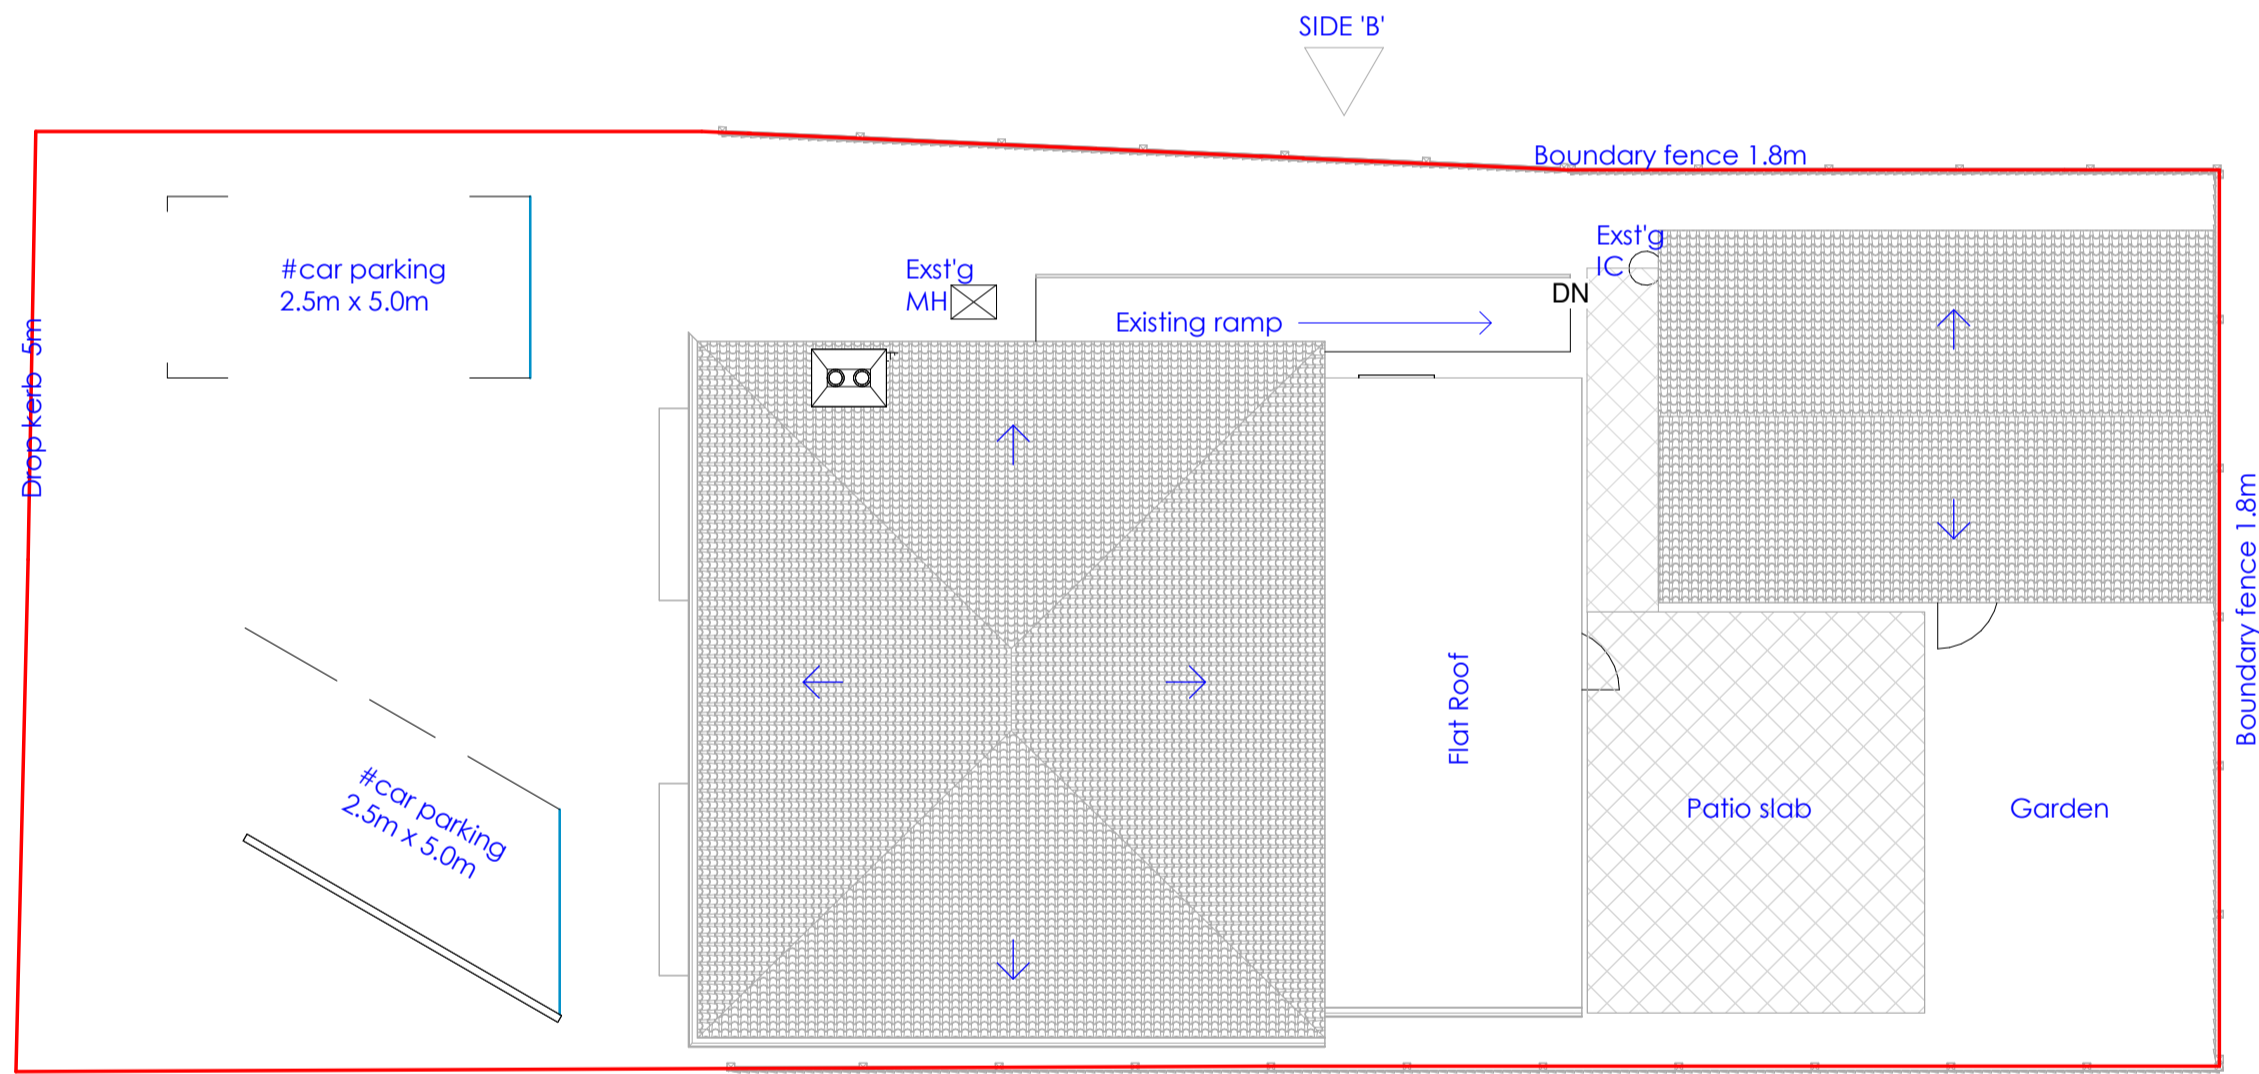 SIDE 'B'
Boundary fence 1.8m
#car parking
2.5m x 5.0m
Exst'g
MH
Exst'g
IC
DN
Existing ramp
Drop kerb 5m
Flat Roof
#car parking
2.5m x 5.0m
Patio slab
Garden
Boundary fence 1.8m